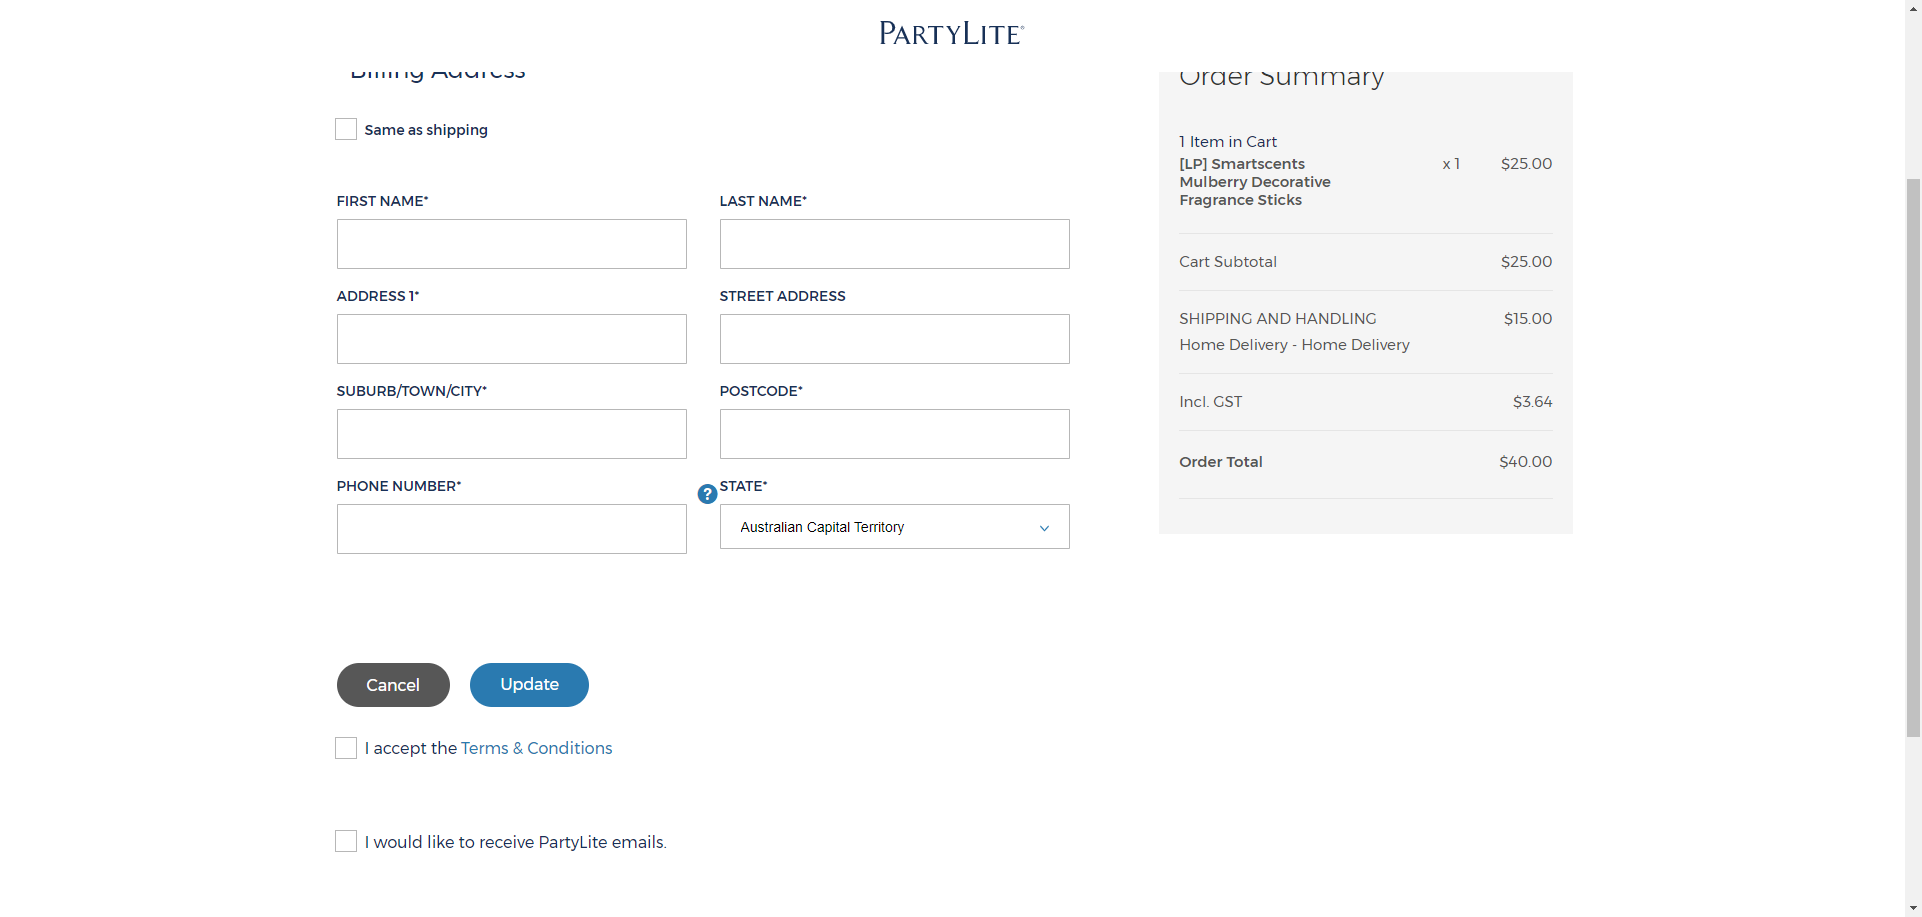 PARTYLITE®
Billing Address
Same as shipping
FIRST NAME*
LAST NAME*
ADDRESS 1*
STREET ADDRESS
SUBURB/TOWN/CITY*
POSTCODE*
PHONE NUMBER*
?
STATE*
Australian Capital Territory
Cancel
Update
I accept the Terms & Conditions
I would like to receive PartyLite emails.
Order Summary
1 Item in Cart
[LP] Smartscents x 1 $25.00
Mulberry Decorative
Fragrance Sticks
Cart Subtotal $25.00
SHIPPING AND HANDLING $15.00
Home Delivery - Home Delivery
Incl. GST $3.64
Order Total $40.00